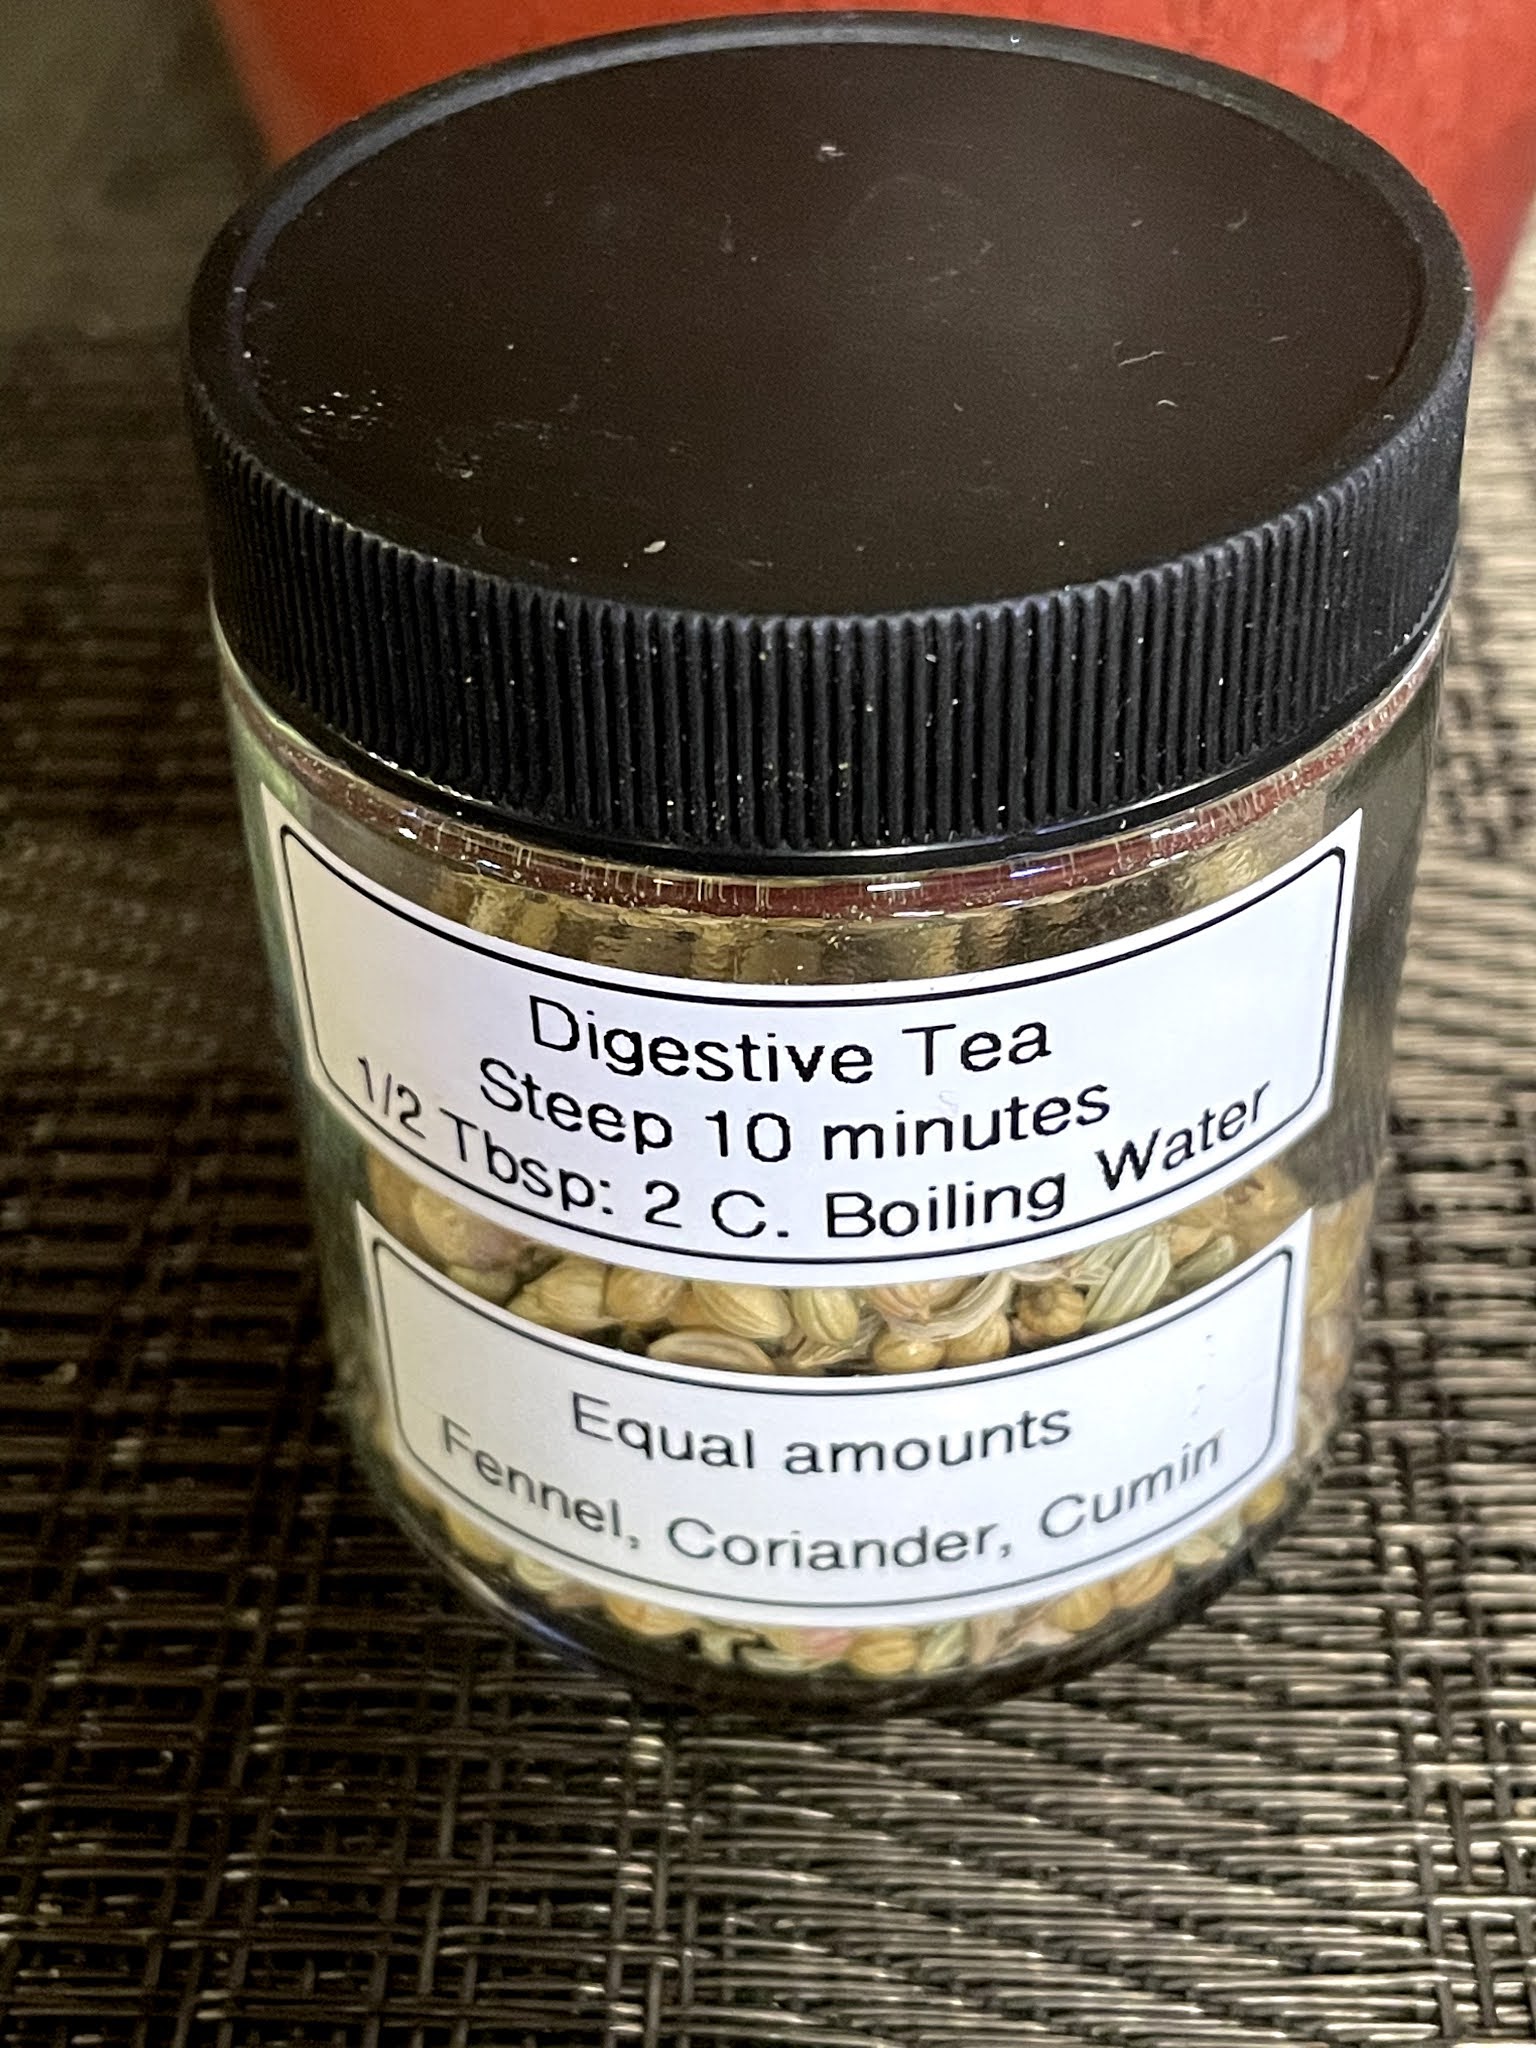 Digestive Tea
Steep 10 minutes
1/2 Tbsp: 2 C. Boiling Water
Equal amounts
Fennel, Coriander, Cumin